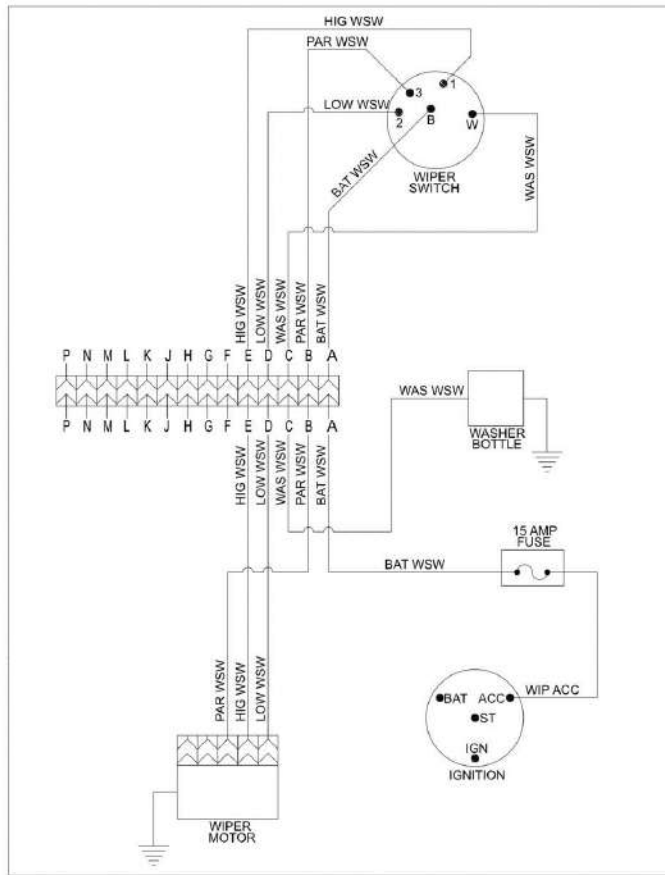 HIG WSW
PAR WSW
1
3
LOW WSW
2
B
W
BAT WSW
WAS WSW
WIPER
SWITCH
HIG WSW
LOW WSW
WAS WSW
PAR WSW
BAT WSW
P N M L K J H G F E D C B A
P N M L K J H G F E D C B A
WAS WSW
WASHER
BOTTLE
HIG WSW
LOW WSW
WAS WSW
PAR WSW
BAT WSW
15 AMP
FUSE
BAT WSW
PAR WSW
HIG WSW
LOW WSW
WIP ACC
BAT ACC
ST
IGN
IGNITION
WIPER
MOTOR